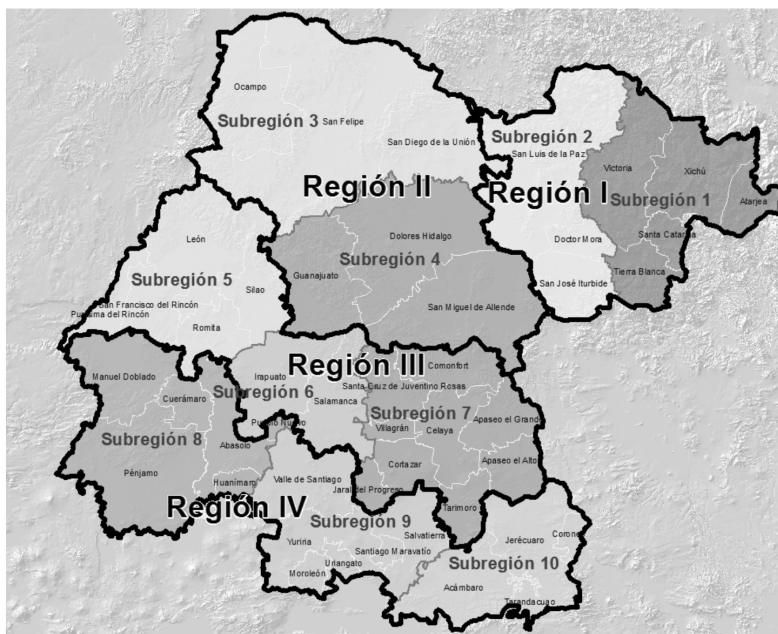 Ocampo
Subregión 3
San Felipe
San Diego de la Unión
Subregión 2
San Luis de la Paz
Victoria
Xichú
Región II
Región I
Subregión 1
Atarjea
León
Dolores Hidalgo
Doctor Mora
Santa Catarina
Subregión 4
Guanajuato
Tierra Blanca
Subregión 5
Silao
San José Iturbide
San Francisco del Rincón
San Miguel de Allende
Purísima del Rincón
Romita
Región III
Comonfort
Manuel Doblado
Irapuato
Santa Cruz de Juventino Rosas
Cuerámaro
Subregión 6
Salamanca
Subregión 7
Apaseo el Grande
Pueblo Nuevo
Villagrán
Celaya
Subregión 8
Abasolo
Apaseo el Alto
Pénjamo
Cortazar
Huanímaro
Valle de Santiago
Jaral del Progreso
Región IV
Tarimoro
Subregión 9
Salvatierra
Jerécuaro
Coroneo
Yuriria
Santiago Maravatío
Uriangato
Subregión 10
Moroleón
Acámbaro
Tarandacuao